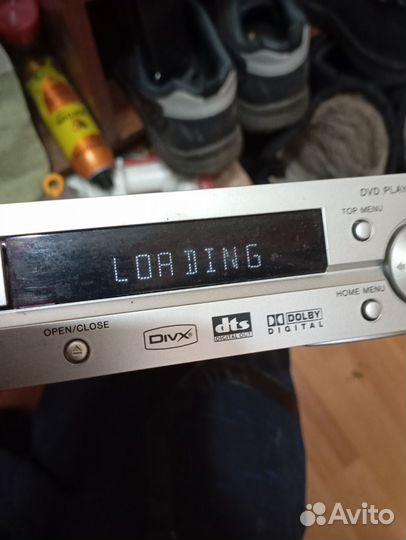 DVD PLAY
TOP MENU
LOADING
HOME MENU
OPEN/CLOSE
DIVX®
dts
DIGITAL OUT
DOLBY
DIGITAL
Avito